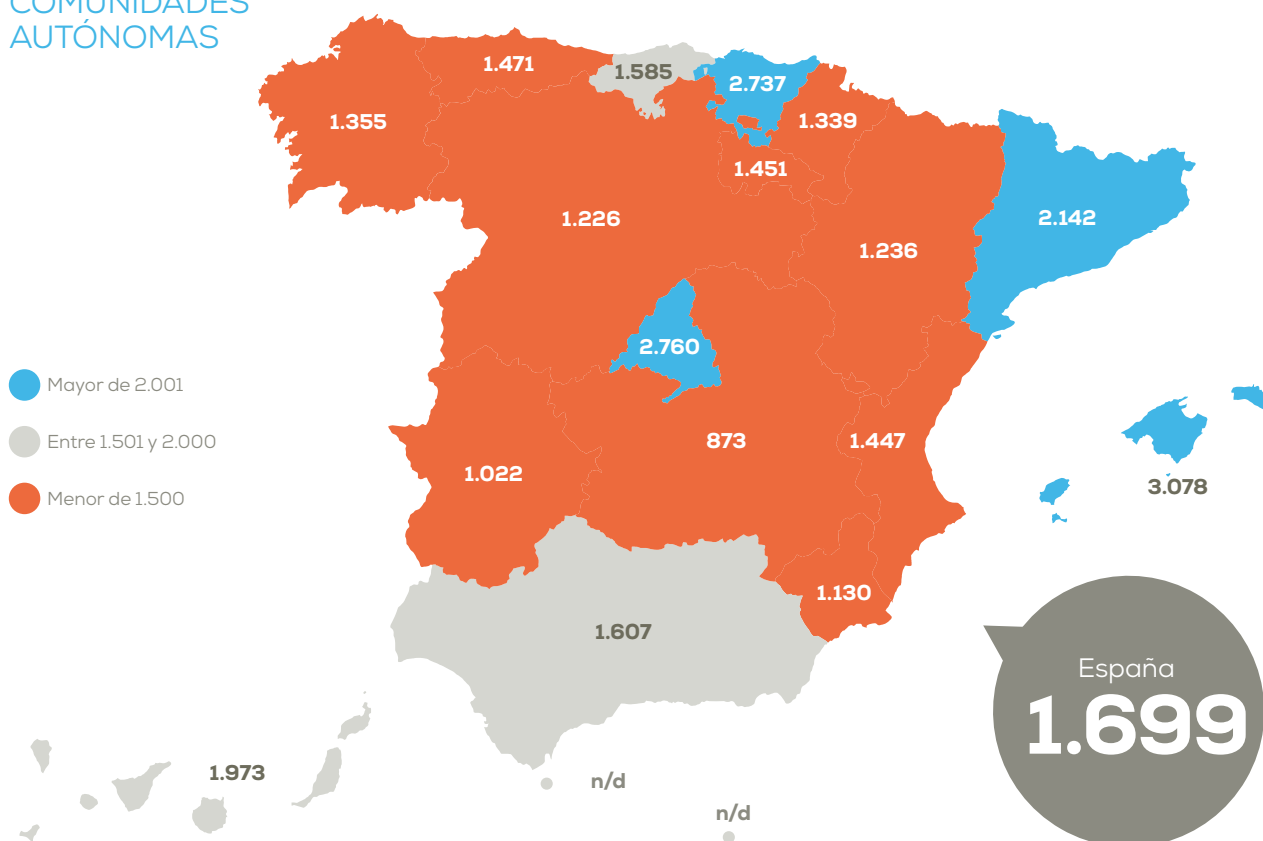 COMUNIDADES
AUTÓNOMAS
1.471
1.585
2.737
1.355
1.339
1.451
1.226
2.142
1.236
2.760
Mayor de 2.001
Entre 1.501 y 2.000
Menor de 1.500
873
1.447
1.022
3.078
1.130
1.607
España
1.699
1.973
n/d
n/d